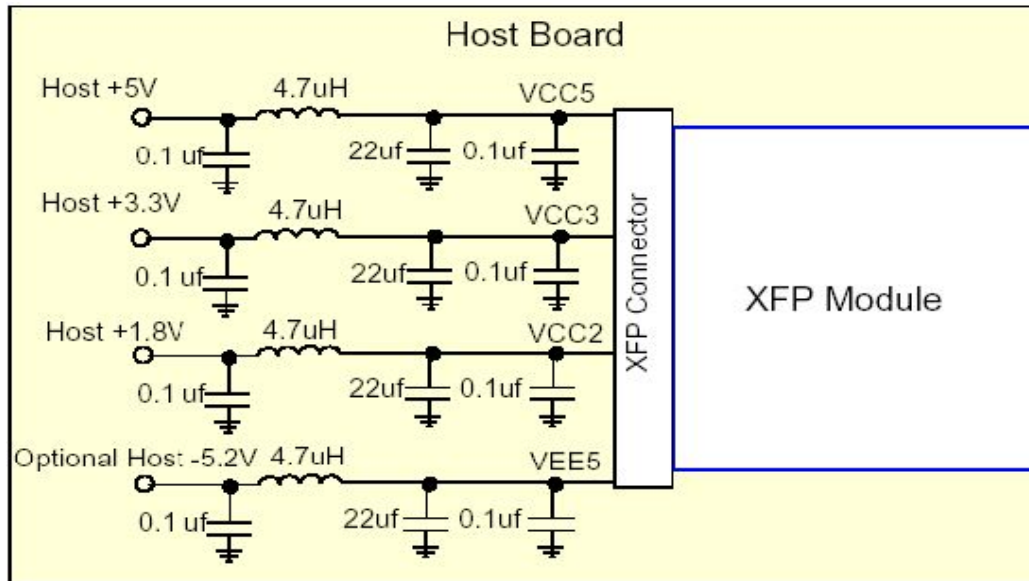 Host Board
Host +5V
4.7uH
VCC5
0.1 uf
22uf
0.1uf
Host +3.3V
4.7uH
VCC3
0.1 uf
22uf
0.1uf
Host +1.8V
4.7uH
VCC2
0.1 uf
22uf
0.1uf
Optional Host -5.2V
4.7uH
VEE5
0.1 uf
22uf
0.1uf
XFP Connector
XFP Module